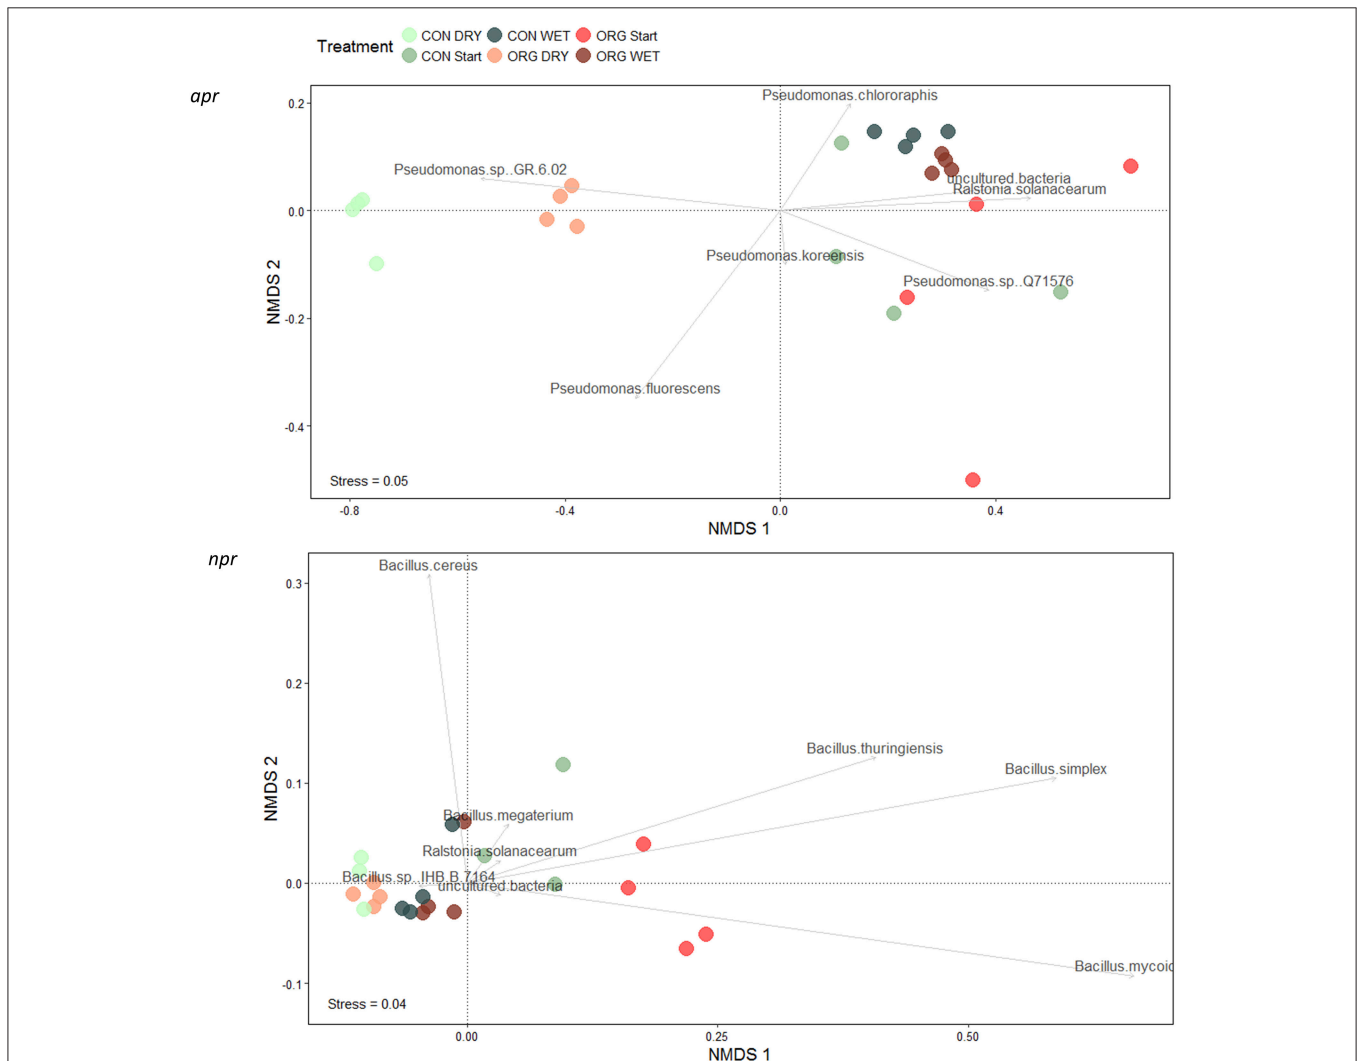 Treatment
CON DRY CON WET ORG Start
CON Start ORG DRY ORG WET
apr
0.2
0.0
-0.2
-0.4
NMDS 2
Pseudomonas.chlororaphis
Pseudomonas.sp..GR.6.02
uncultured.bacteria
Ralstonia.solanacearum
Pseudomonas.koreensis
Pseudomonas.sp..Q71576
Pseudomonas.fluorescens
Stress = 0.05
-0.8 -0.4 0.0 0.4
NMDS 1
npr
0.3
0.2
0.1
0.0
-0.1
NMDS 2
Bacillus.cereus
Bacillus.thuringiensis
Bacillus.simplex
Bacillus.megaterium
Ralstonia.solanacearum
Bacillus.sp..IHB.B.7164
uncultured.bacteria
Bacillus.mycoic
Stress = 0.04
0.00 0.25 0.50
NMDS 1